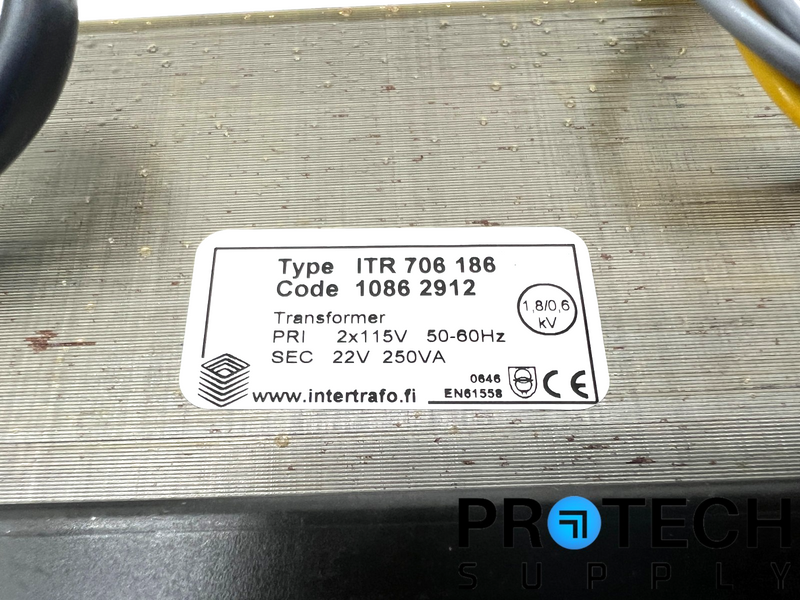 Type ITR 706 186
Code 1086 2912
Transformer
PRI 2x115V 50-60Hz
SEC 22V 250VA
1,8/0,6
kV
0646
EN61558
CE
www.intertrafo.fi
PROTECH
SUPPLY